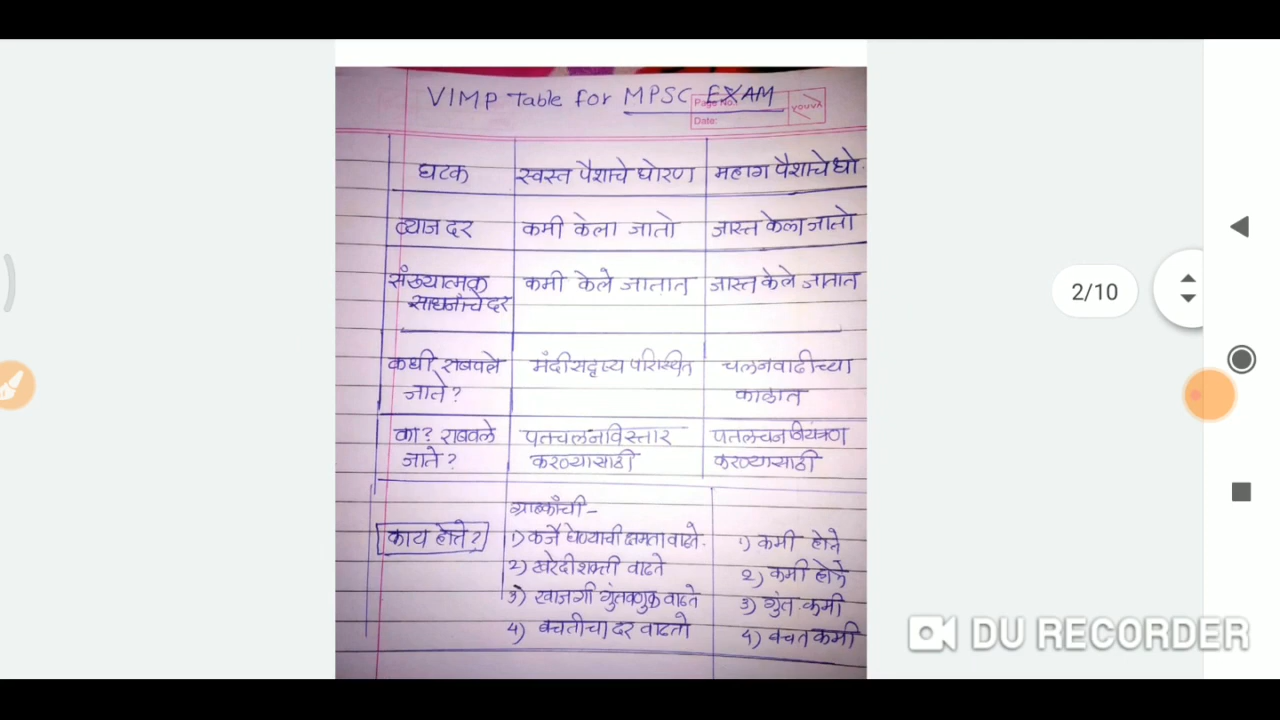 VIMP Table for MPSC EXAM
Page No.:
Date:
YOUVA
घटक स्वस्त पैशाचे धोरण महाग पैशाचे धो.
व्याज दर कमी केला जातो जास्त केला जातो
संख्यात्मक साधनांचे दर कमी केले जातात जास्त केले जातात
कधी राबवले मंदीसदृश्य परिस्थित चलनवाढीच्या
जाते? काळात
का? राबवले पतचलनविस्तार पतलचन नियंत्रण
जाते? करण्यासाठी करण्यासाठी
ग्राहकाँची-
काय होते? 1) कर्ज घेण्याची क्षमता वाढते. 1) कमी होते
2) खरेदी शक्ती वाढते 2) कमी होते
3) खाजगी गुंतवणुक वाढते 3) गुंत. कमी
4) बचतीचा दर वाढतो 4) बचत कमी
2/10
DU RECORDER